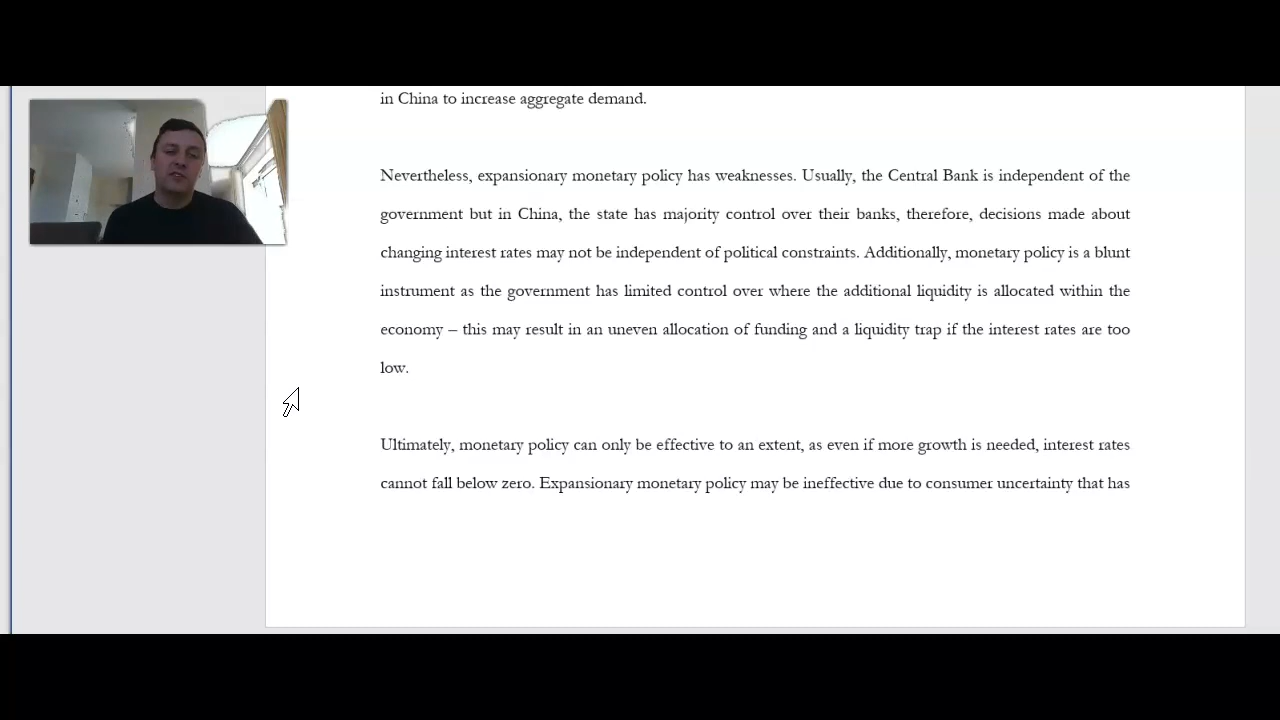 in China to increase aggregate demand.
Nevertheless, expansionary monetary policy has weaknesses. Usually, the Central Bank is independent of the
government but in China, the state has majority control over their banks, therefore, decisions made about
changing interest rates may not be independent of political constraints. Additionally, monetary policy is a blunt
instrument as the government has limited control over where the additional liquidity is allocated within the
economy – this may result in an uneven allocation of funding and a liquidity trap if the interest rates are too
low.
Ultimately, monetary policy can only be effective to an extent, as even if more growth is needed, interest rates
cannot fall below zero. Expansionary monetary policy may be ineffective due to consumer uncertainty that has